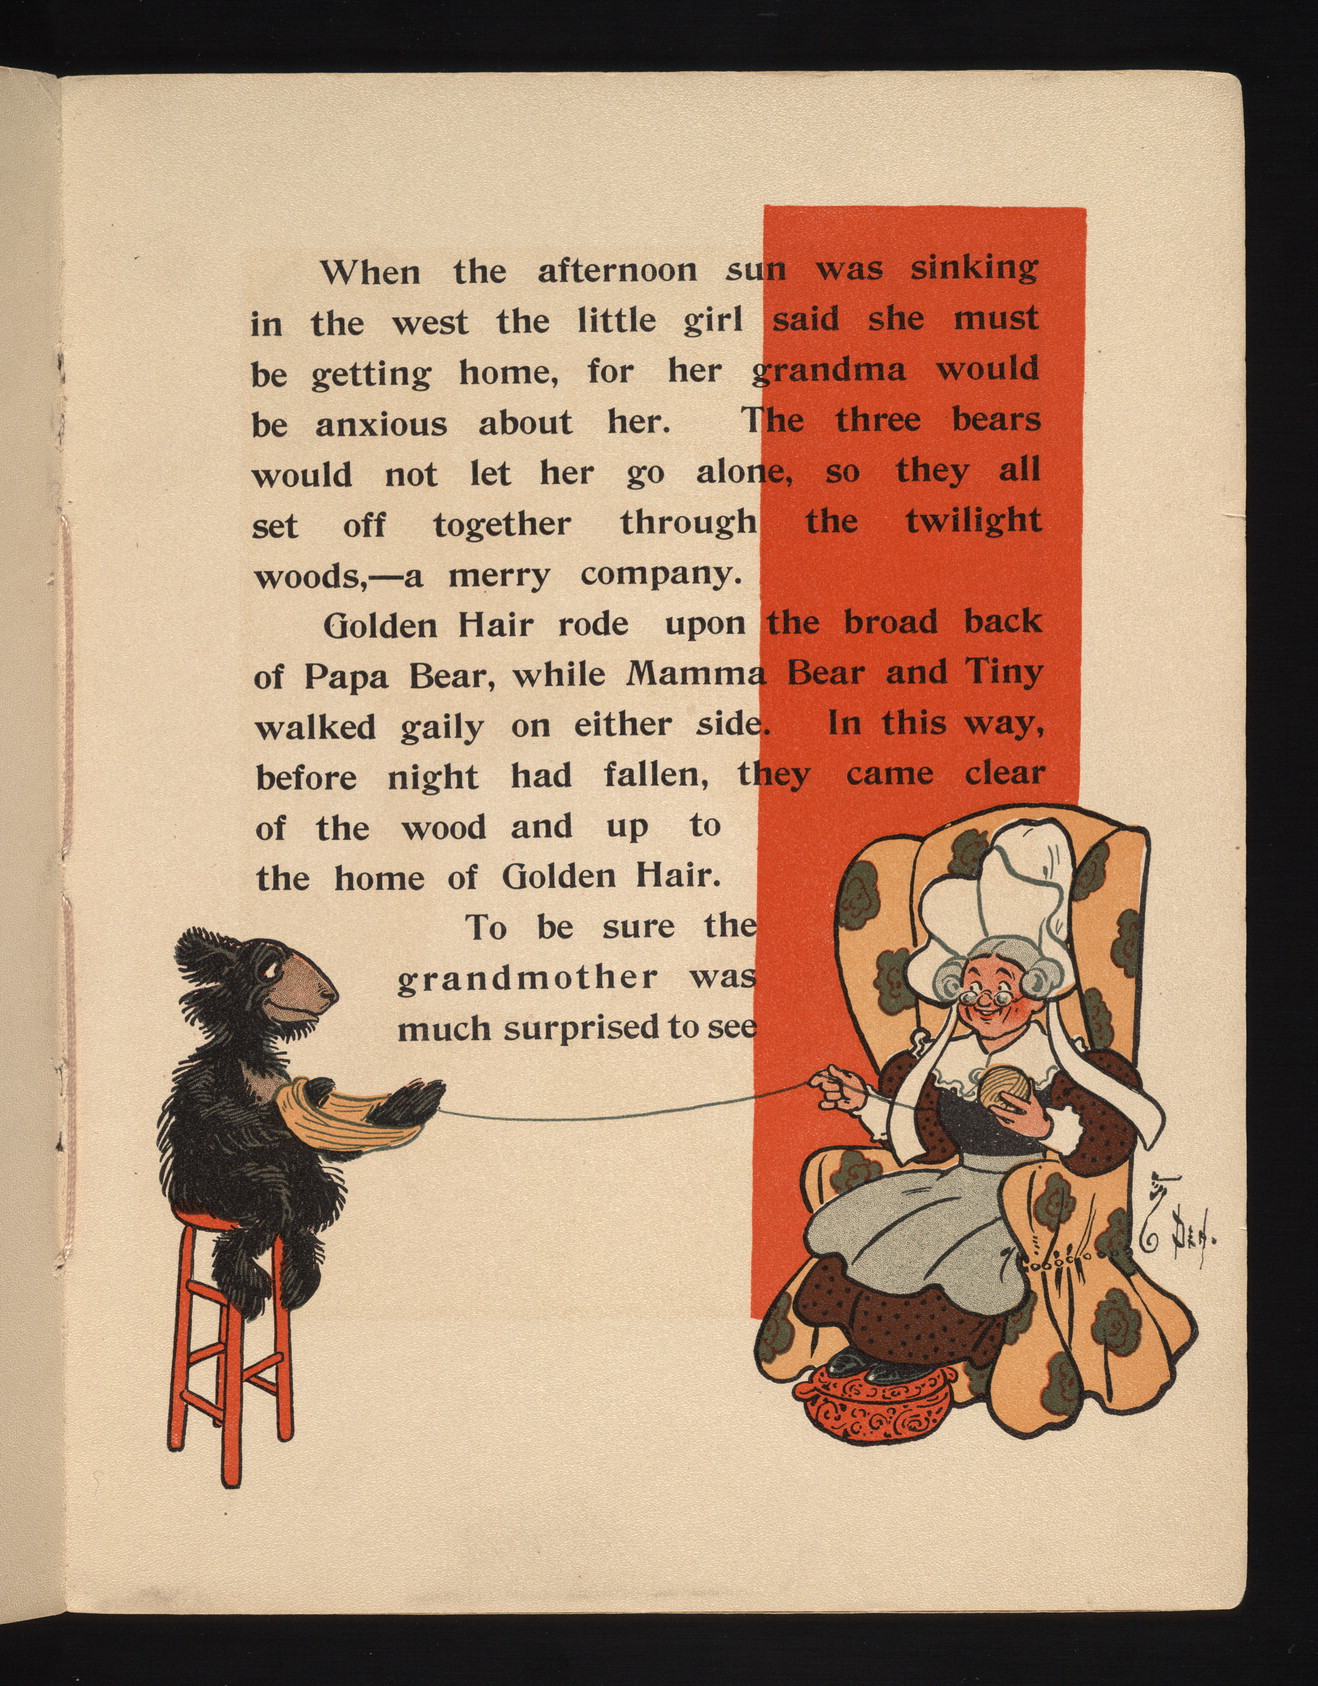 When the afternoon sun was sinking
in the west the little girl said she must
be getting home, for her grandma would
be anxious about her. The three bears
would not let her go alone, so they all
set off together through the twilight
woods,—a merry company.
Golden Hair rode upon the broad back
of Papa Bear, while Mamma Bear and Tiny
walked gaily on either side. In this way,
before night had fallen, they came clear
of the wood and up to
the home of Golden Hair.
To be sure the
grandmother was
much surprised to see